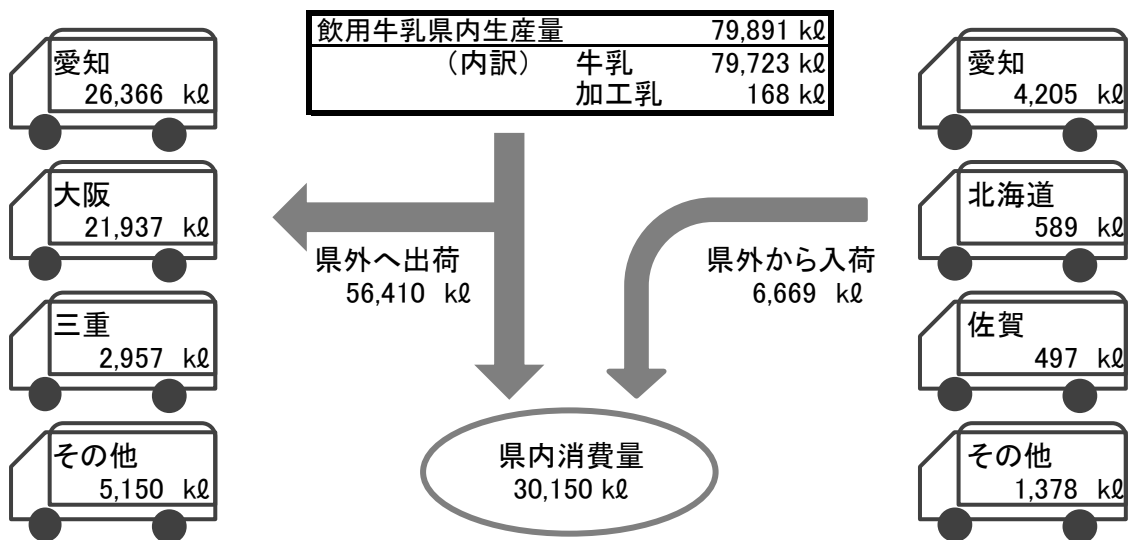 飲用牛乳県内生産量 79,891 kℓ
(内訳) 牛乳 79,723 kℓ
加工乳 168 kℓ
愛知
26,366 kℓ
大阪
21,937 kℓ
三重
2,957 kℓ
その他
5,150 kℓ
県外へ出荷
56,410 kℓ
県外から入荷
6,669 kℓ
愛知
4,205 kℓ
北海道
589 kℓ
佐賀
497 kℓ
その他
1,378 kℓ
県内消費量
30,150 kℓ